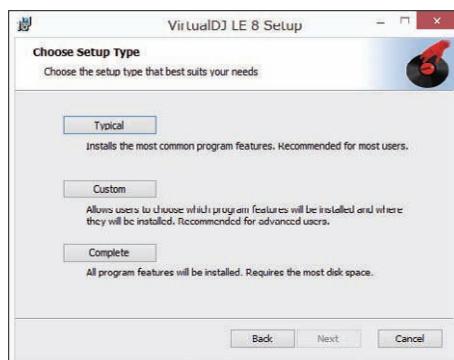 VirtualDJ LE 8 Setup
Choose Setup Type
Choose the setup type that best suits your needs
Typical
Installs the most common program features. Recommended for most users.
Custom
Allows users to choose which program features will be installed and where
they will be installed. Recommended for advanced users.
Complete
All program features will be installed. Requires the most disk space.
Back Next Cancel